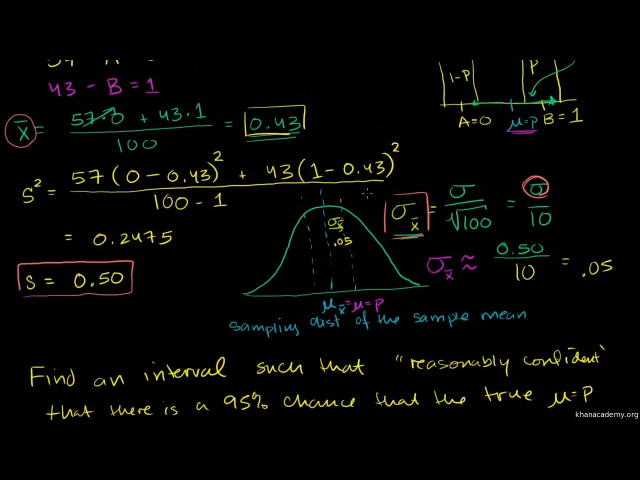 43 - B = 1
1-P
P
A=0 μ=P B=1
x̄ = (57·0 + 43·1)/100 = 0.43
S² = (57(0 - 0.43)² + 43(1 - 0.43)²)/(100 - 1)
= 0.2475
S = 0.50
σx̄ = σ/√100 = σ/10
σx̄ ≈ 0.50/10 = .05
σx̄
.05
μx̄ = μ = P
sampling dist of the sample mean
Find an interval such that "reasonably confident"
that there is a 95% chance that the true μ=P
khanacademy.org